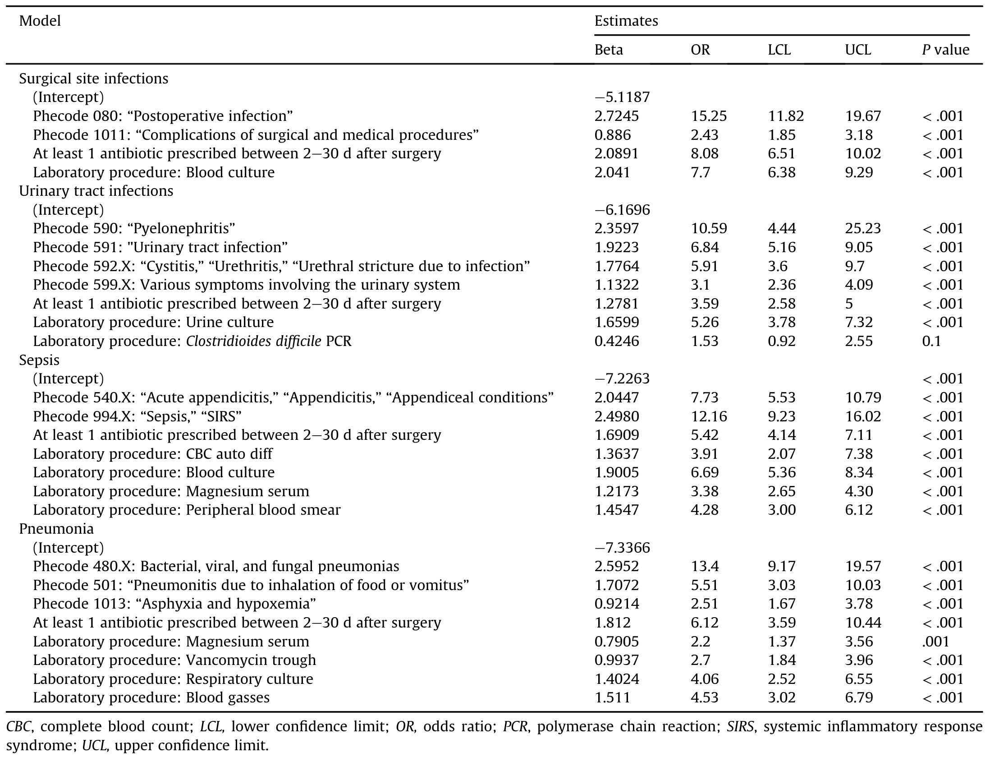 Model Estimates
Beta OR LCL UCL P value
Surgical site infections
(Intercept) −5.1187
Phecode 080: “Postoperative infection” 2.7245 15.25 11.82 19.67 < .001
Phecode 1011: “Complications of surgical and medical procedures” 0.886 2.43 1.85 3.18 < .001
At least 1 antibiotic prescribed between 2−30 d after surgery 2.0891 8.08 6.51 10.02 < .001
Laboratory procedure: Blood culture 2.041 7.7 6.38 9.29 < .001
Urinary tract infections
(Intercept) −6.1696
Phecode 590: “Pyelonephritis” 2.3597 10.59 4.44 25.23 < .001
Phecode 591: "Urinary tract infection” 1.9223 6.84 5.16 9.05 < .001
Phecode 592.X: “Cystitis,” “Urethritis,” “Urethral stricture due to infection” 1.7764 5.91 3.6 9.7 < .001
Phecode 599.X: Various symptoms involving the urinary system 1.1322 3.1 2.36 4.09 < .001
At least 1 antibiotic prescribed between 2−30 d after surgery 1.2781 3.59 2.58 5 < .001
Laboratory procedure: Urine culture 1.6599 5.26 3.78 7.32 < .001
Laboratory procedure: Clostridioides difficile PCR 0.4246 1.53 0.92 2.55 0.1
Sepsis
(Intercept) −7.2263 < .001
Phecode 540.X: “Acute appendicitis,” “Appendicitis,” “Appendiceal conditions” 2.0447 7.73 5.53 10.79 < .001
Phecode 994.X: “Sepsis,” “SIRS” 2.4980 12.16 9.23 16.02 < .001
At least 1 antibiotic prescribed between 2−30 d after surgery 1.6909 5.42 4.14 7.11 < .001
Laboratory procedure: CBC auto diff 1.3637 3.91 2.07 7.38 < .001
Laboratory procedure: Blood culture 1.9005 6.69 5.36 8.34 < .001
Laboratory procedure: Magnesium serum 1.2173 3.38 2.65 4.30 < .001
Laboratory procedure: Peripheral blood smear 1.4547 4.28 3.00 6.12 < .001
Pneumonia
(Intercept) −7.3366
Phecode 480.X: Bacterial, viral, and fungal pneumonias 2.5952 13.4 9.17 19.57 < .001
Phecode 501: “Pneumonitis due to inhalation of food or vomitus” 1.7072 5.51 3.03 10.03 < .001
Phecode 1013: “Asphyxia and hypoxemia” 0.9214 2.51 1.67 3.78 < .001
At least 1 antibiotic prescribed between 2−30 d after surgery 1.812 6.12 3.59 10.44 < .001
Laboratory procedure: Magnesium serum 0.7905 2.2 1.37 3.56 .001
Laboratory procedure: Vancomycin trough 0.9937 2.7 1.84 3.96 < .001
Laboratory procedure: Respiratory culture 1.4024 4.06 2.52 6.55 < .001
Laboratory procedure: Blood gasses 1.511 4.53 3.02 6.79 < .001
CBC, complete blood count; LCL, lower confidence limit; OR, odds ratio; PCR, polymerase chain reaction; SIRS, systemic inflammatory response
syndrome; UCL, upper confidence limit.